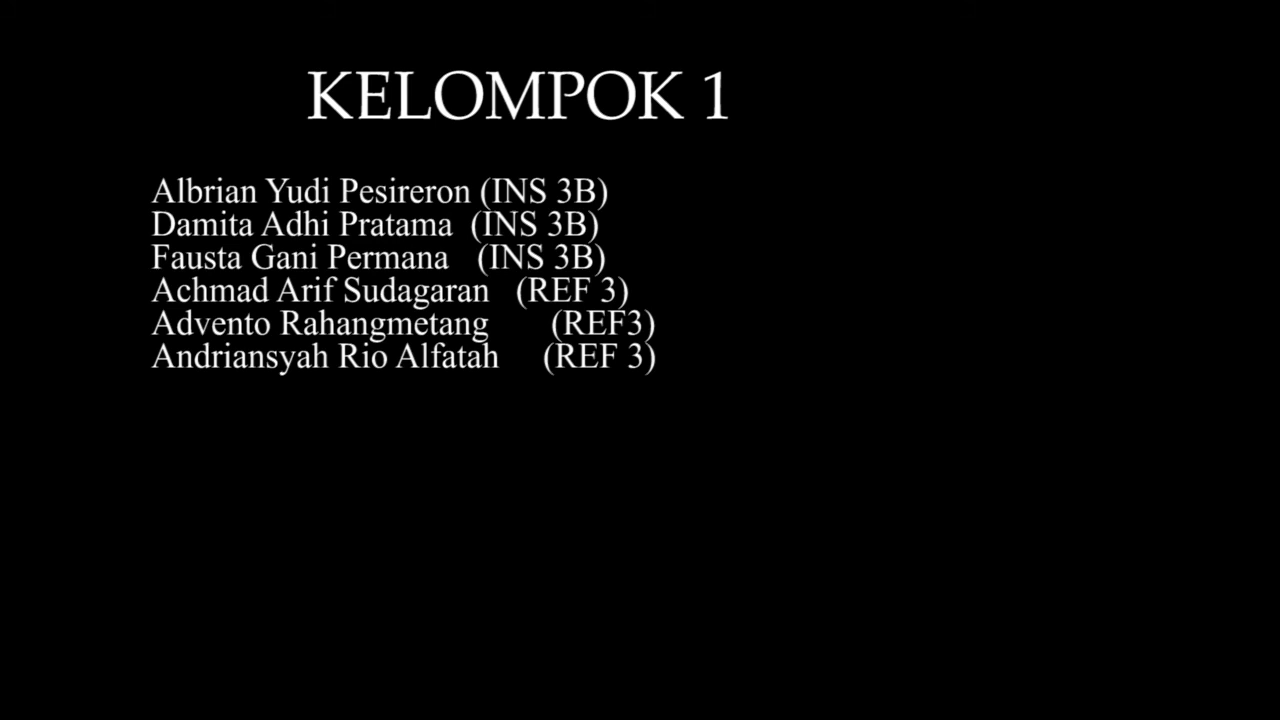 KELOMPOK 1
Albrian Yudi Pesireron (INS 3B)
Damita Adhi Pratama (INS 3B)
Fausta Gani Permana (INS 3B)
Achmad Arif Sudagaran (REF 3)
Advento Rahangmetang (REF3)
Andriansyah Rio Alfatah (REF 3)